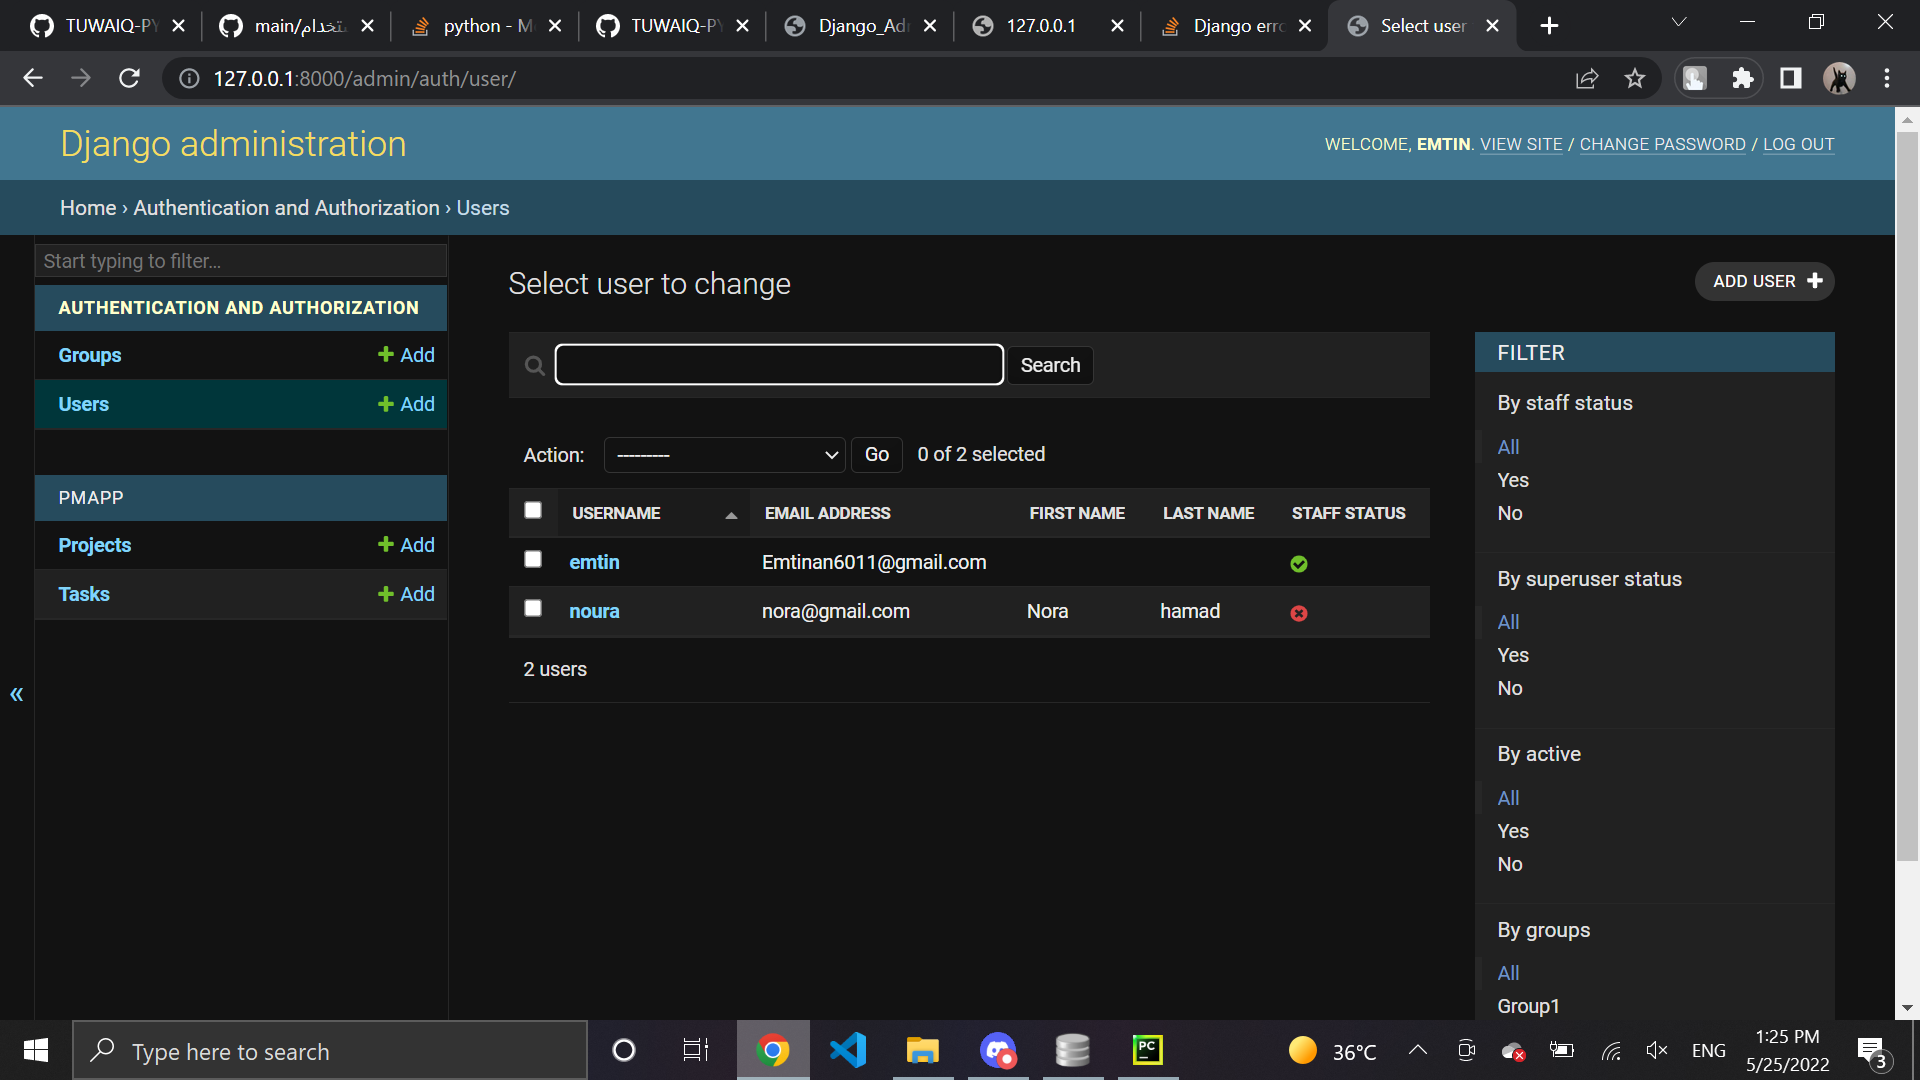 TUWAIQ-PY
main/ستخدام
python - M
TUWAIQ-PY
Django_Adr
127.0.0.1
Django erro
Select user
127.0.0.1:8000/admin/auth/user/
Django administration
WELCOME, EMTIN. VIEW SITE / CHANGE PASSWORD / LOG OUT
Home › Authentication and Authorization › Users
Start typing to filter...
AUTHENTICATION AND AUTHORIZATION
Groups
Add
Users
Add
PMAPP
Projects
Add
Tasks
Add
«
Select user to change
ADD USER
Search
Action:
---------
Go
0 of 2 selected
USERNAME EMAIL ADDRESS FIRST NAME LAST NAME STAFF STATUS
emtin Emtinan6011@gmail.com
noura nora@gmail.com Nora hamad
2 users
FILTER
By staff status
All
Yes
No
By superuser status
All
Yes
No
By active
All
Yes
No
By groups
All
Group1
Type here to search
PC
36°C
ENG
1:25 PM
5/25/2022
3